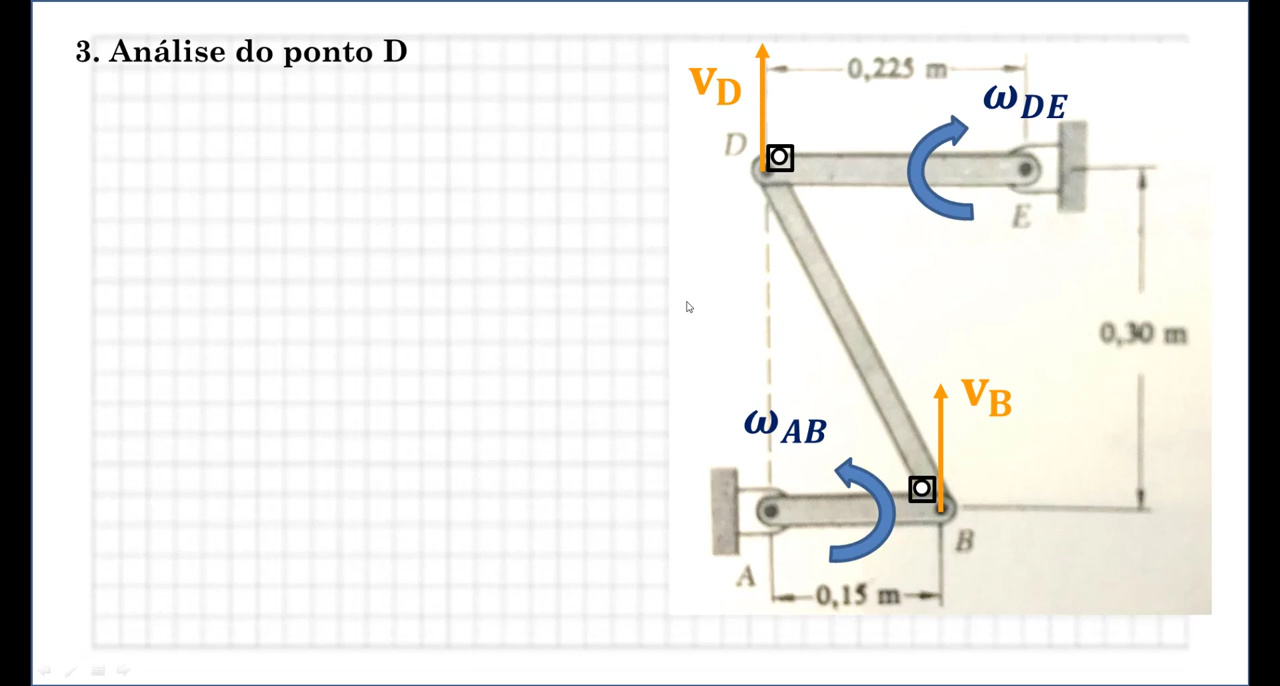 3. Análise do ponto D
0,225 m
v_D
ω_DE
D
E
0,30 m
v_B
ω_AB
B
A
0,15 m